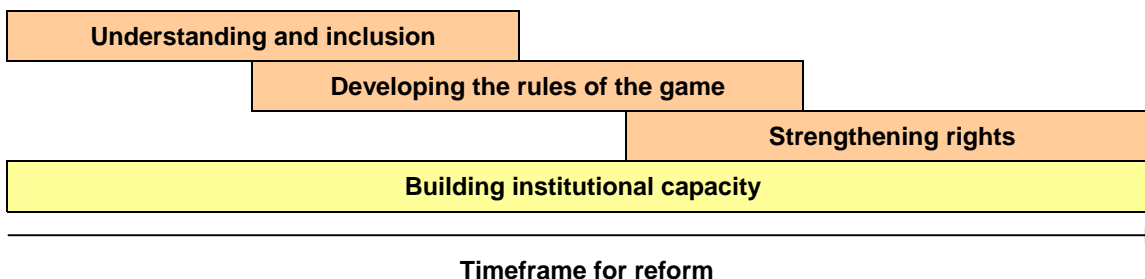 Understanding and inclusion
Developing the rules of the game
Strengthening rights
Building institutional capacity
Timeframe for reform